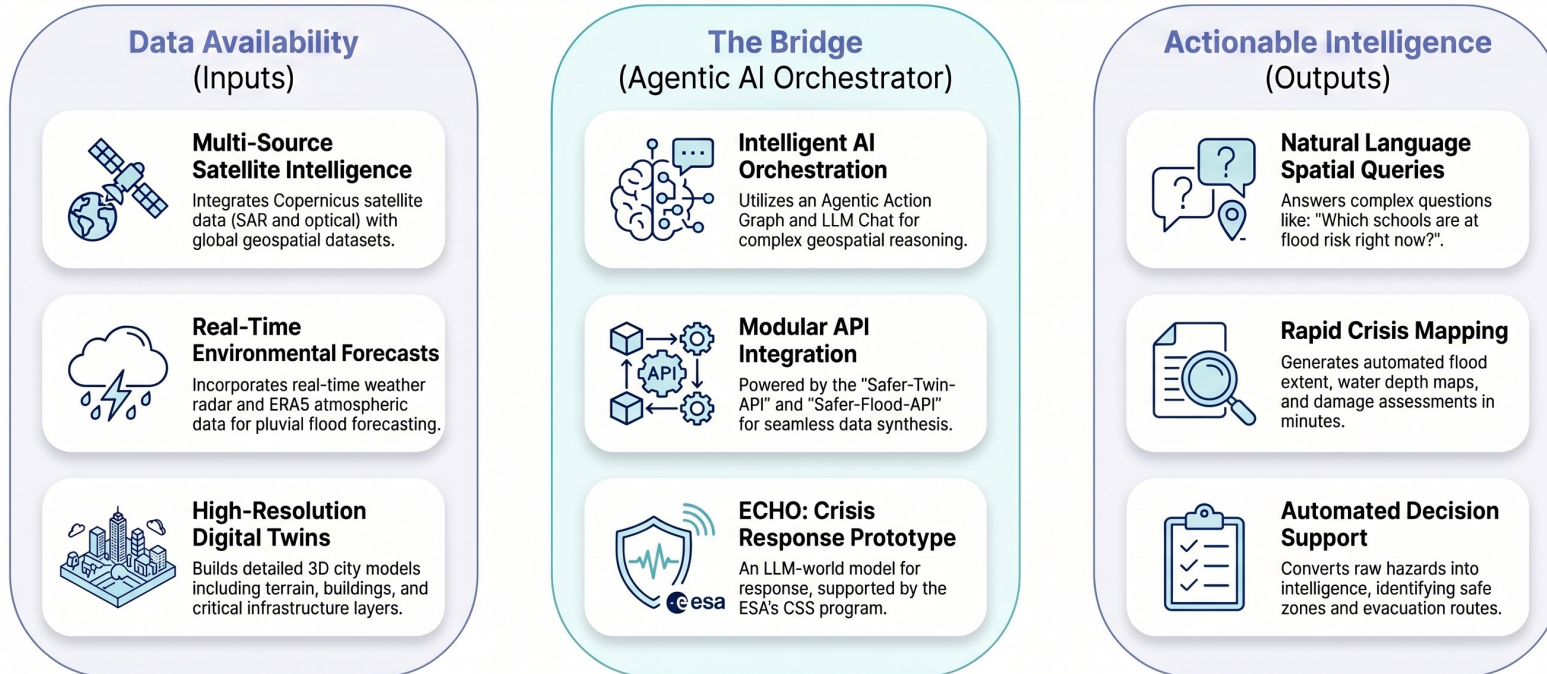 Data Availability
(Inputs)
Multi-Source
Satellite Intelligence
Integrates Copernicus satellite
data (SAR and optical) with
global geospatial datasets.
Real-Time
Environmental Forecasts
Incorporates real-time weather
radar and ERA5 atmospheric
data for pluvial flood forecasting.
High-Resolution
Digital Twins
Builds detailed 3D city models
including terrain, buildings, and
critical infrastructure layers.
The Bridge
(Agentic AI Orchestrator)
Intelligent AI
Orchestration
Utilizes an Agentic Action
Graph and LLM Chat for
complex geospatial reasoning.
API
Modular API
Integration
Powered by the "Safer-Twin-
API" and "Safer-Flood-API"
for seamless data synthesis.
esa
ECHO: Crisis
Response Prototype
An LLM-world model for
response, supported by the
ESA's CSS program.
Actionable Intelligence
(Outputs)
?
?
Natural Language
Spatial Queries
Answers complex questions
like: "Which schools are at
flood risk right now?".
Rapid Crisis Mapping
Generates automated flood
extent, water depth maps,
and damage assessments in
minutes.
Automated Decision
Support
Converts raw hazards into
intelligence, identifying safe
zones and evacuation routes.